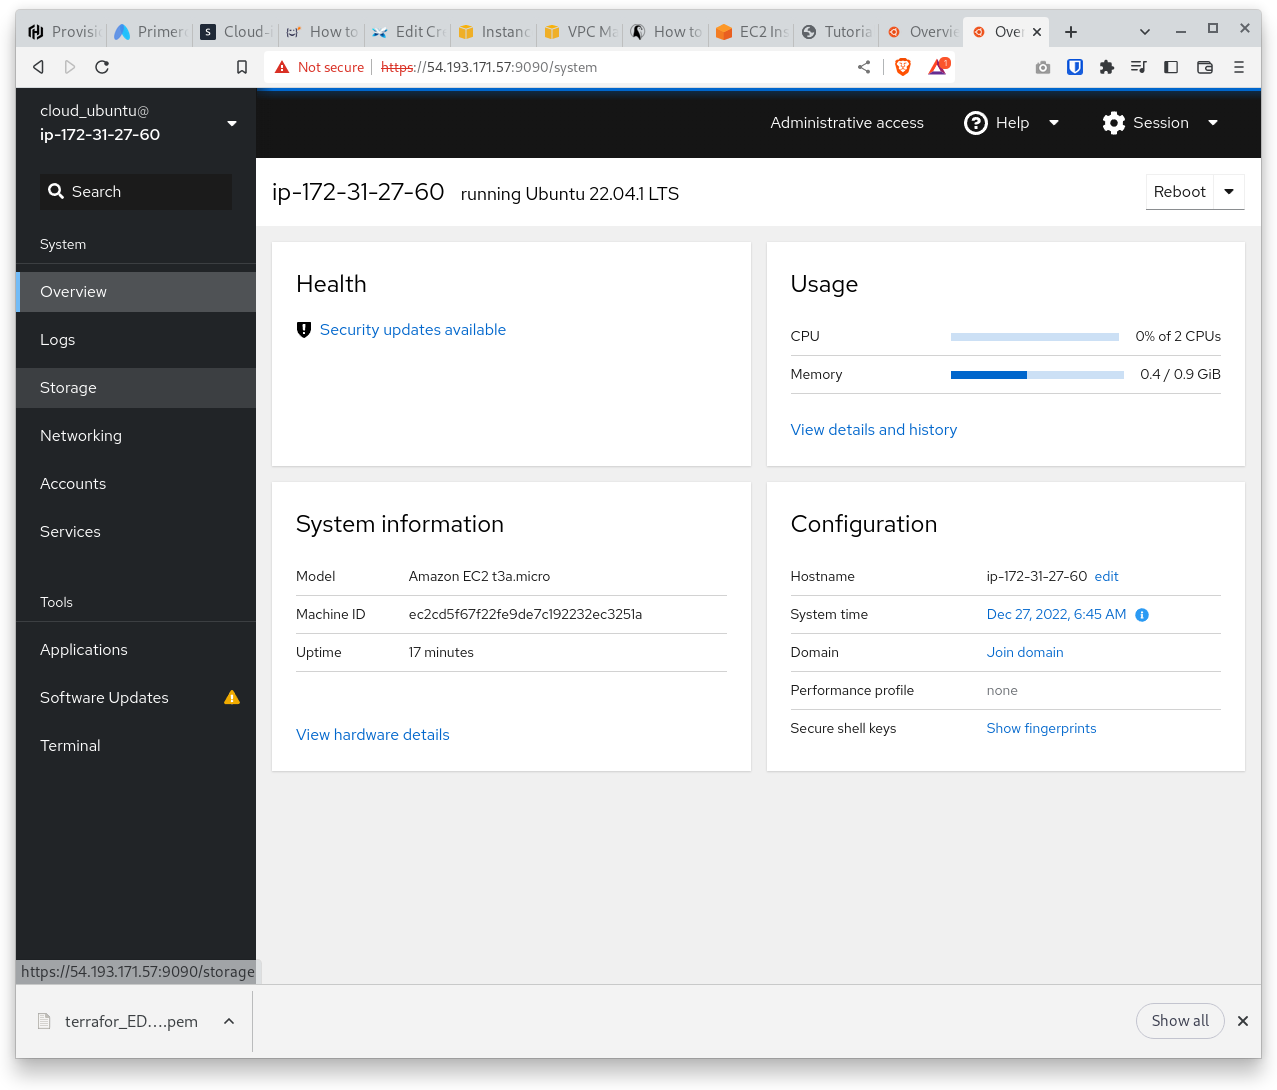 Provisi
Primer
Cloud-i
How to
Edit Cr
Instanc
VPC Ma
How to
EC2 Ins
Tutoria
Overvie
Over
Not secure
https://54.193.171.57:9090/system
1
cloud_ubuntu@
ip-172-31-27-60
Administrative access
Help
Session
Search
ip-172-31-27-60 running Ubuntu 22.04.1 LTS
Reboot
System
Overview
Logs
Storage
Networking
Accounts
Services
Tools
Applications
Software Updates
Terminal
Health
Security updates available
Usage
CPU 0% of 2 CPUs
Memory 0.4 / 0.9 GiB
View details and history
System information
Model Amazon EC2 t3a.micro
Machine ID ec2cd5f67f22fe9de7c192232ec3251a
Uptime 17 minutes
View hardware details
Configuration
Hostname ip-172-31-27-60 edit
System time Dec 27, 2022, 6:45 AM
Domain Join domain
Performance profile none
Secure shell keys Show fingerprints
https://54.193.171.57:9090/storage
terrafor_ED....pem
Show all